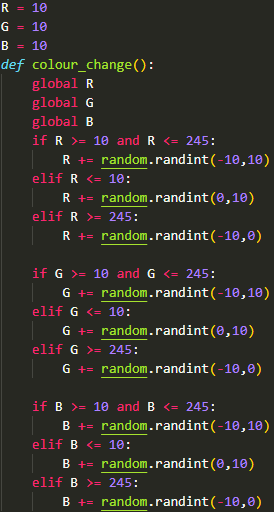 R = 10
G = 10
B = 10
def colour_change():
    global R
    global G
    global B
    if R >= 10 and R <= 245:
        R += random.randint(-10,10)
    elif R <= 10:
        R += random.randint(0,10)
    elif R >= 245:
        R += random.randint(-10,0)

    if G >= 10 and G <= 245:
        G += random.randint(-10,10)
    elif G <= 10:
        G += random.randint(0,10)
    elif G >= 245:
        G += random.randint(-10,0)

    if B >= 10 and B <= 245:
        B += random.randint(-10,10)
    elif B <= 10:
        B += random.randint(0,10)
    elif B >= 245:
        B += random.randint(-10,0)